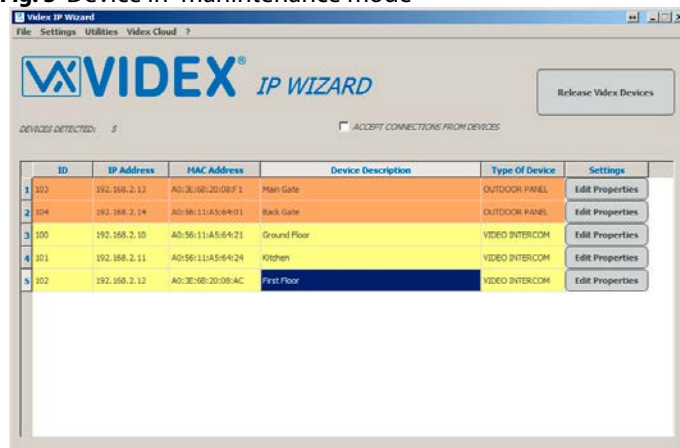 Fig. 5 Device in "manintenance mode"
Videx IP Wizard
File Settings Utilities Videx Cloud ?
VIDEX® IP WIZARD
Release Videx Devices
DEVICES DETECTED: 5
ACCEPT CONNECTIONS FROM DEVICES
ID IP Address MAC Address Device Description Type Of Device Settings
1 103 192.168.2.13 A0:3E:6B:20:08:F1 Main Gate OUTDOOR PANEL Edit Properties
2 104 192.168.2.14 A0:56:11:A5:64:01 Back Gate OUTDOOR PANEL Edit Properties
3 100 192.168.2.10 A0:56:11:A5:64:21 Ground Floor VIDEO INTERCOM Edit Properties
4 101 192.168.2.11 A0:56:11:A5:64:24 Kitchen VIDEO INTERCOM Edit Properties
5 102 192.168.2.12 A0:3E:6B:20:08:AC First Floor VIDEO INTERCOM Edit Properties